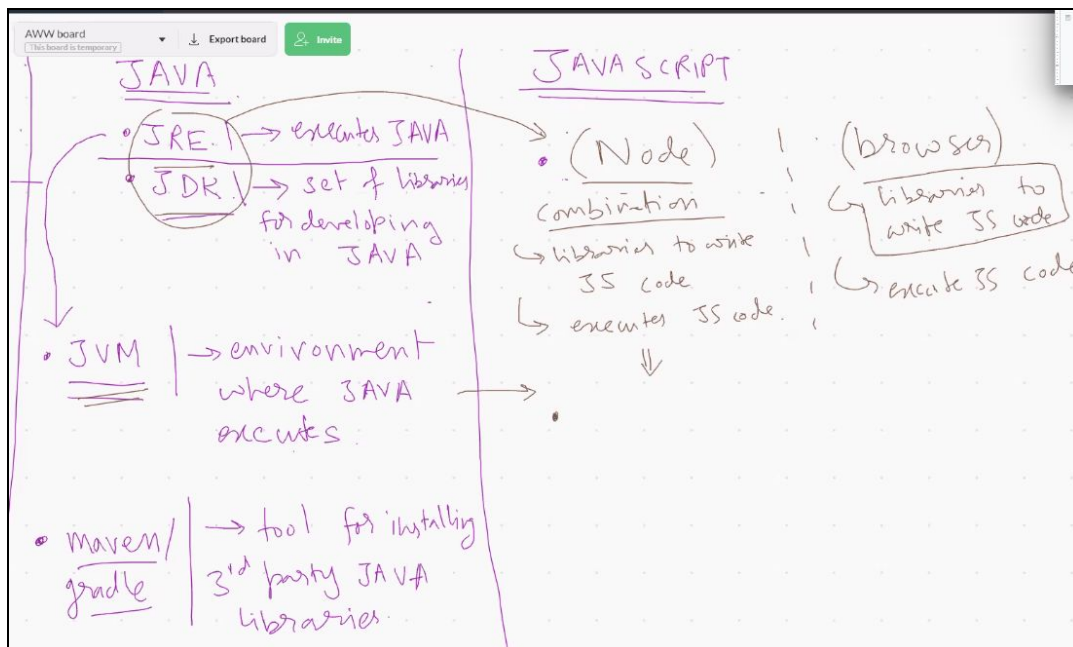 AWW board
This board is temporary
Export board
Invite
JAVA
• JRE | → executes JAVA
• JDK | → set of libraries
for developing
in JAVA
• JVM | → environment
where JAVA
executes.
• maven/
gradle
→ tool for installing
3rd party JAVA
libraries.
JAVASCRIPT
• (Node)
combination
libraries to write
JS code
executes JS code.
(browser)
libraries to
write JS code
execute JS code